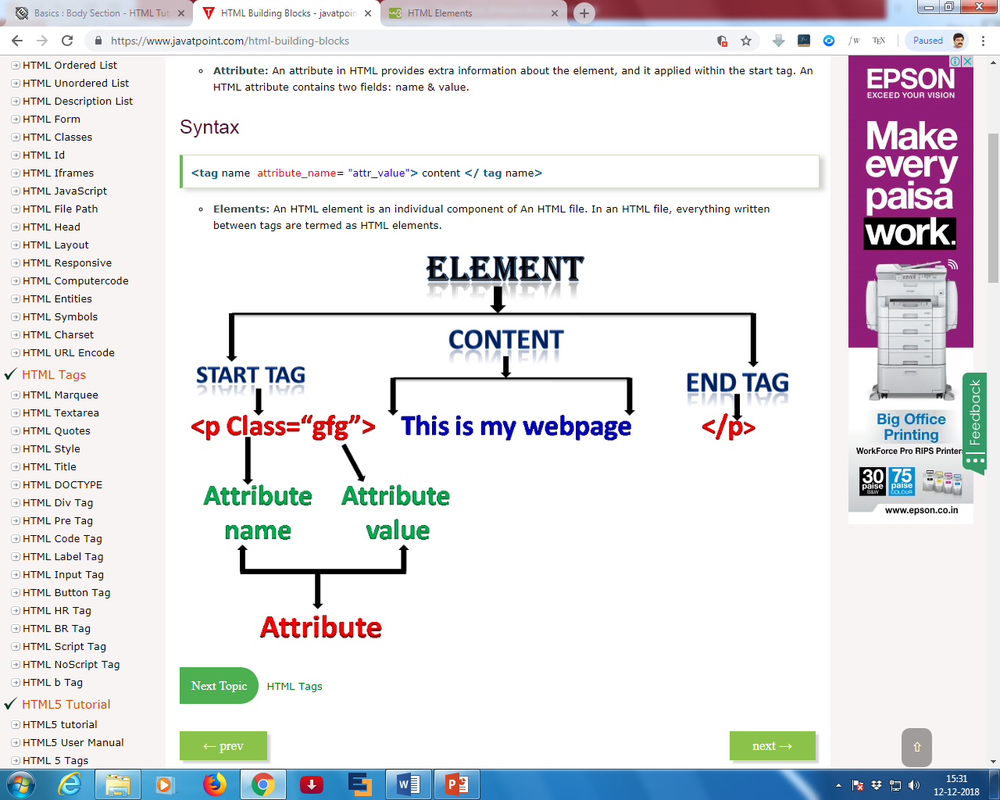 Basics : Body Section - HTML Tut
HTML Building Blocks - javatpoin
HTML Elements
https://www.javatpoint.com/html-building-blocks
Paused
HTML Ordered List
HTML Unordered List
HTML Description List
HTML Form
HTML Classes
HTML Id
HTML Iframes
HTML JavaScript
HTML File Path
HTML Head
HTML Layout
HTML Responsive
HTML Computercode
HTML Entities
HTML Symbols
HTML Charset
HTML URL Encode
HTML Tags
HTML Marquee
HTML Textarea
HTML Quotes
HTML Style
HTML Title
HTML DOCTYPE
HTML Div Tag
HTML Pre Tag
HTML Code Tag
HTML Label Tag
HTML Input Tag
HTML Button Tag
HTML HR Tag
HTML BR Tag
HTML Script Tag
HTML NoScript Tag
HTML b Tag
HTML5 Tutorial
HTML5 tutorial
HTML5 User Manual
HTML 5 Tags
Attribute: An attribute in HTML provides extra information about the element, and it applied within the start tag. An
HTML attribute contains two fields: name & value.
Syntax
<tag name  attribute_name= "attr_value"> content </ tag name>
Elements: An HTML element is an individual component of An HTML file. In an HTML file, everything written
between tags are termed as HTML elements.
ELEMENT
CONTENT
START TAG
END TAG
<p Class=“gfg”> This is my webpage </p>
Attribute name
Attribute value
Attribute
Next Topic HTML Tags
← prev
next →
EPSON
EXCEED YOUR VISION
Make
every
paisa
work.
Big Office
Printing
WorkForce Pro RIPS Printers
30 paise B&W
75 paise COLOUR
www.epson.co.in
Feedback
15:31
12-12-2018